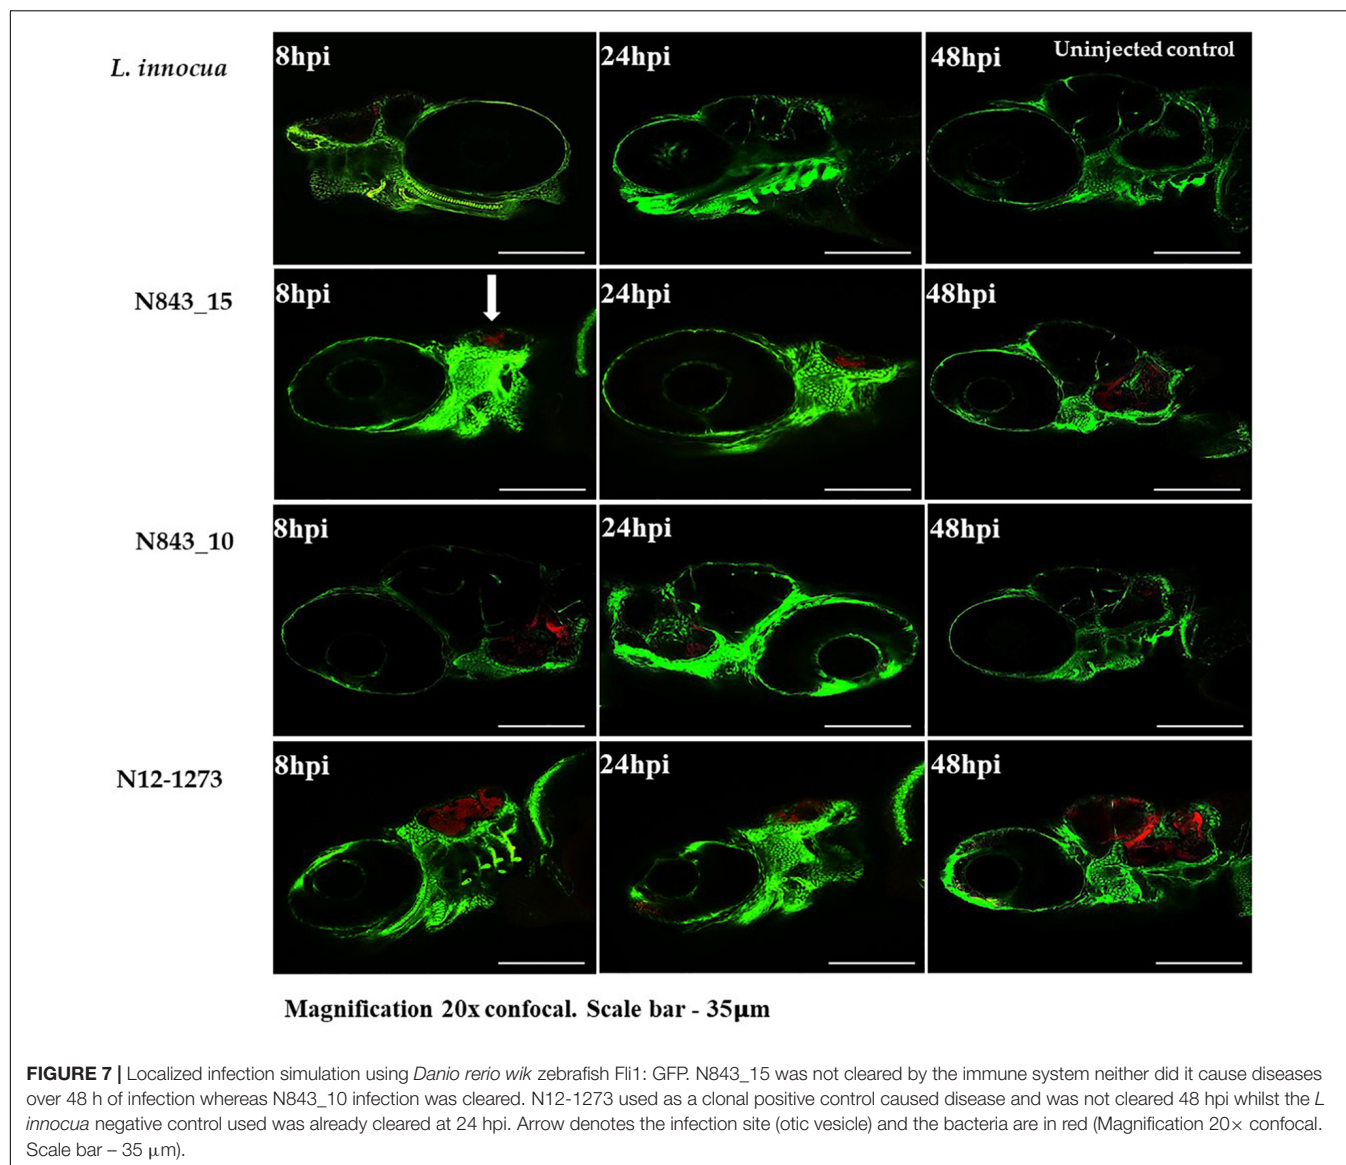 L. innocua
8hpi
24hpi
48hpi
Uninjected control
N843_15
8hpi
24hpi
48hpi
N843_10
8hpi
24hpi
48hpi
N12-1273
8hpi
24hpi
48hpi
Magnification 20x confocal. Scale bar - 35μm
FIGURE 7 | Localized infection simulation using Danio rerio wik zebrafish Fli1: GFP. N843_15 was not cleared by the immune system neither did it cause diseases
over 48 h of infection whereas N843_10 infection was cleared. N12-1273 used as a clonal positive control caused disease and was not cleared 48 hpi whilst the L
innocua negative control used was already cleared at 24 hpi. Arrow denotes the infection site (otic vesicle) and the bacteria are in red (Magnification 20× confocal.
Scale bar – 35 μm).